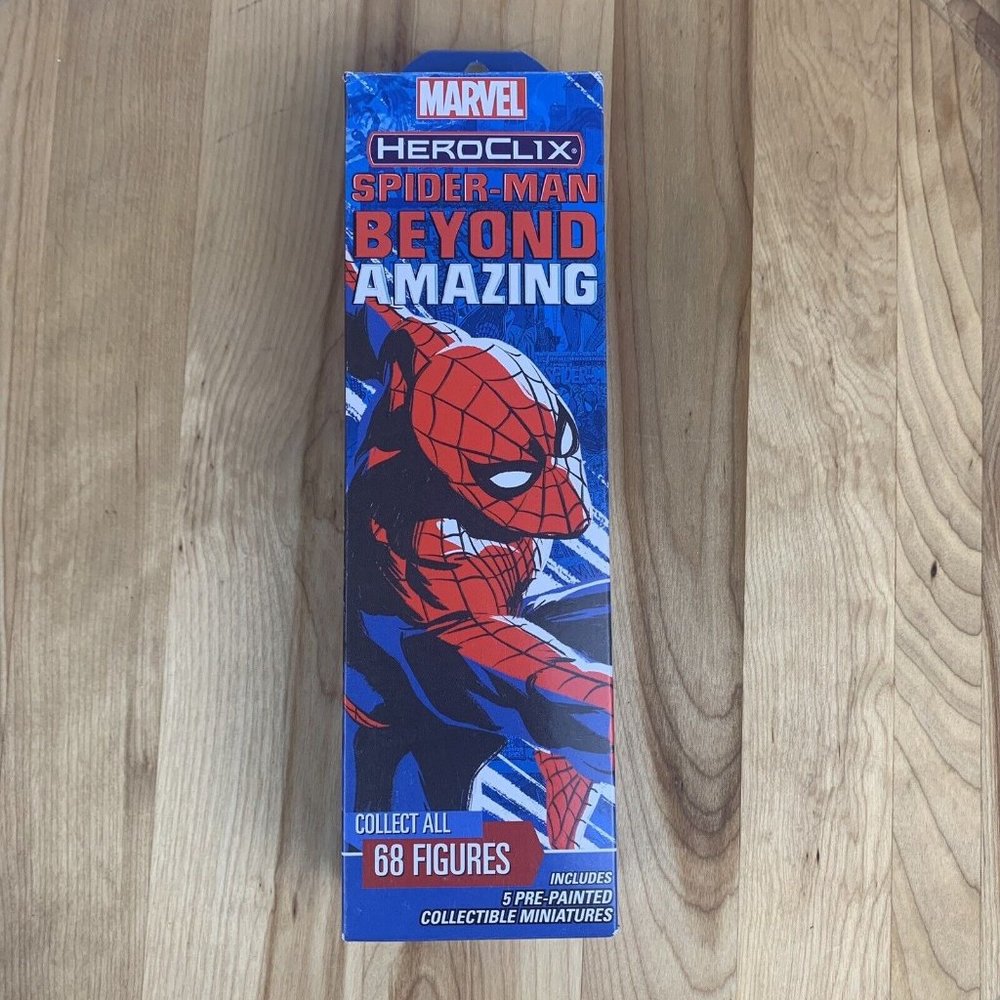 MARVEL
HEROCLIX®
SPIDER-MAN
BEYOND
AMAZING
COLLECT ALL
68 FIGURES
INCLUDES
5 PRE-PAINTED
COLLECTIBLE MINIATURES